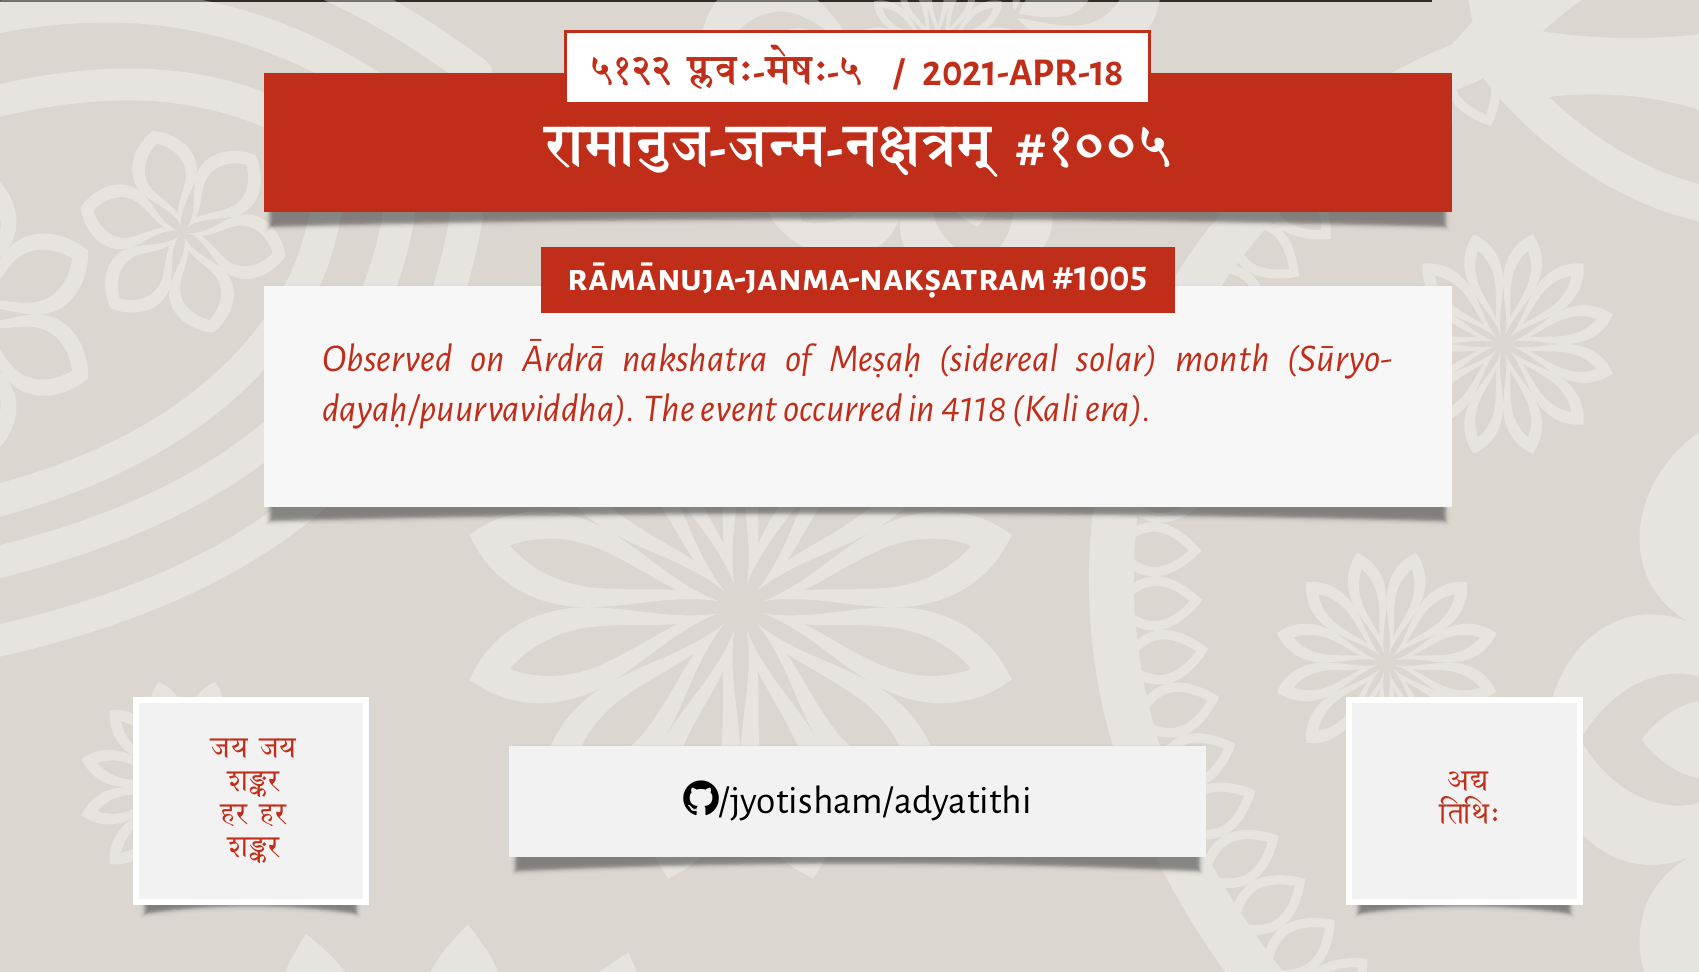 ५१२२ प्लवः-मेषः-५ / 2021-APR-18
रामानुज-जन्म-नक्षत्रम् #१००५
RĀMĀNUJA-JANMA-NAKṢATRAM #1005
Observed on Ārdrā nakshatra of Meṣaḥ (sidereal solar) month (Sūryo-
dayaḥ/puurvaviddha). The event occurred in 4118 (Kali era).
जय जय
शङ्कर
हर हर
शङ्कर
/jyotisham/adyatithi
अद्य
तिथिः